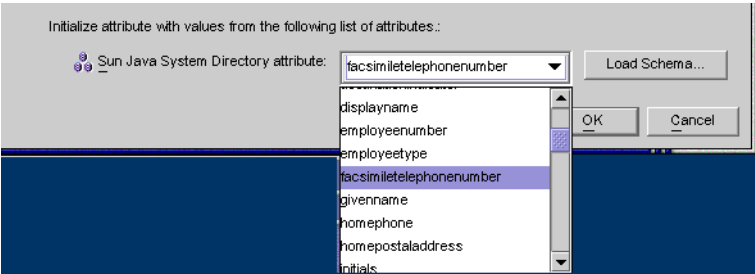 Initialize attribute with values from the following list of attributes.:
Sun Java System Directory attribute:
facsimiletelephonenumber
Load Schema...
destinationindicator
displayname
employeenumber
employeetype
facsimiletelephonenumber
givenname
homephone
homepostaladdress
initials
OK
Cancel